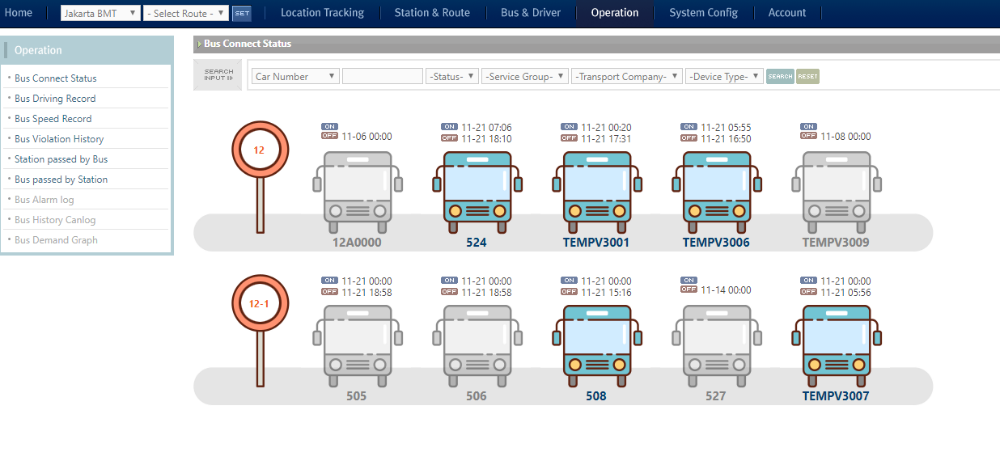 Home Jakarta BMT - Select Route - SET Location Tracking Station & Route Bus & Driver Operation System Config Account
Operation
Bus Connect Status
Bus Driving Record
Bus Speed Record
Bus Violation History
Station passed by Bus
Bus passed by Station
Bus Alarm log
Bus History Canlog
Bus Demand Graph
Bus Connect Status
SEARCH
INPUT
Car Number -Status- -Service Group- -Transport Company- -Device Type- SEARCH RESET
12
ON
OFF 11-06 00:00
12A0000
ON 11-21 07:06
OFF 11-21 18:10
524
ON 11-21 00:20
OFF 11-21 17:31
TEMPV3001
ON 11-21 05:55
OFF 11-21 16:50
TEMPV3006
ON
OFF 11-08 00:00
TEMPV3009
12-1
ON 11-21 00:00
OFF 11-21 18:58
505
ON 11-21 00:00
OFF 11-21 18:58
506
ON 11-21 00:00
OFF 11-21 15:16
508
ON
OFF 11-14 00:00
527
ON 11-21 00:00
OFF 11-21 05:56
TEMPV3007